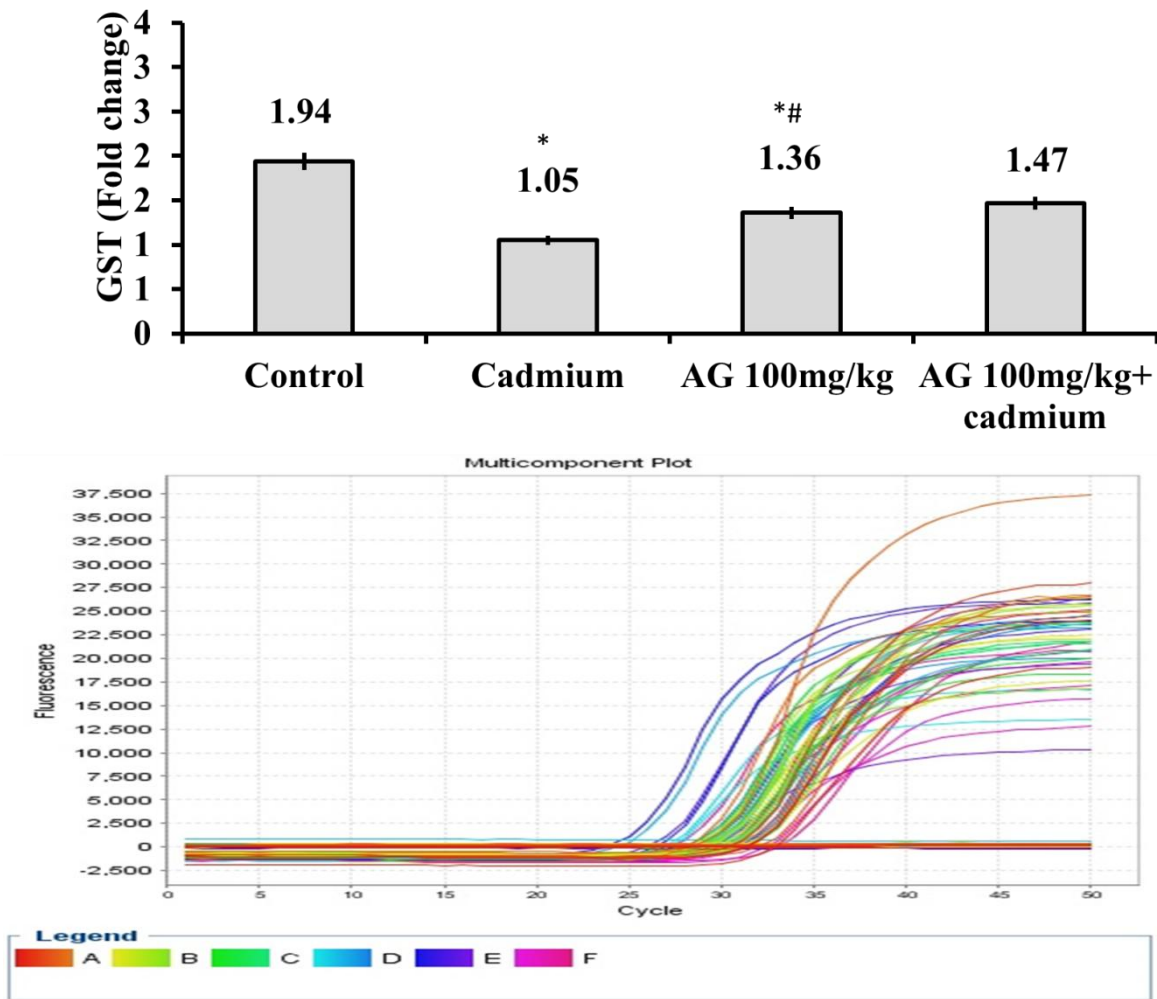 GST (Fold change)
4
3
3
2
2
1
1
0
1.94
*
1.05
*#
1.36
1.47
Control
Cadmium
AG 100mg/kg
AG 100mg/kg+
cadmium
Multicomponent Plot
Fluorescence
37.500
35.000
32.500
30.000
27.500
25.000
22.500
20.000
17.500
15.000
12.500
10.000
7.500
5.000
2.500
0
-2.500
0 5 10 15 20 25 30 35 40 45 50
Cycle
Legend
A B C D E F